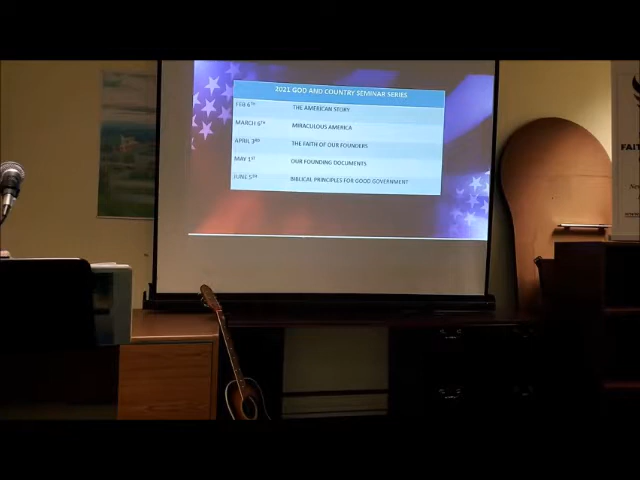 2021 GOD AND COUNTRY SEMINAR SERIES
FEB 6TH THE AMERICAN STORY
MARCH 6TH MIRACULOUS AMERICA
APRIL 3RD THE FAITH OF OUR FOUNDERS
MAY 1ST OUR FOUNDING DOCUMENTS
JUNE 5TH BIBLICAL PRINCIPLES FOR GOOD GOVERNMENT